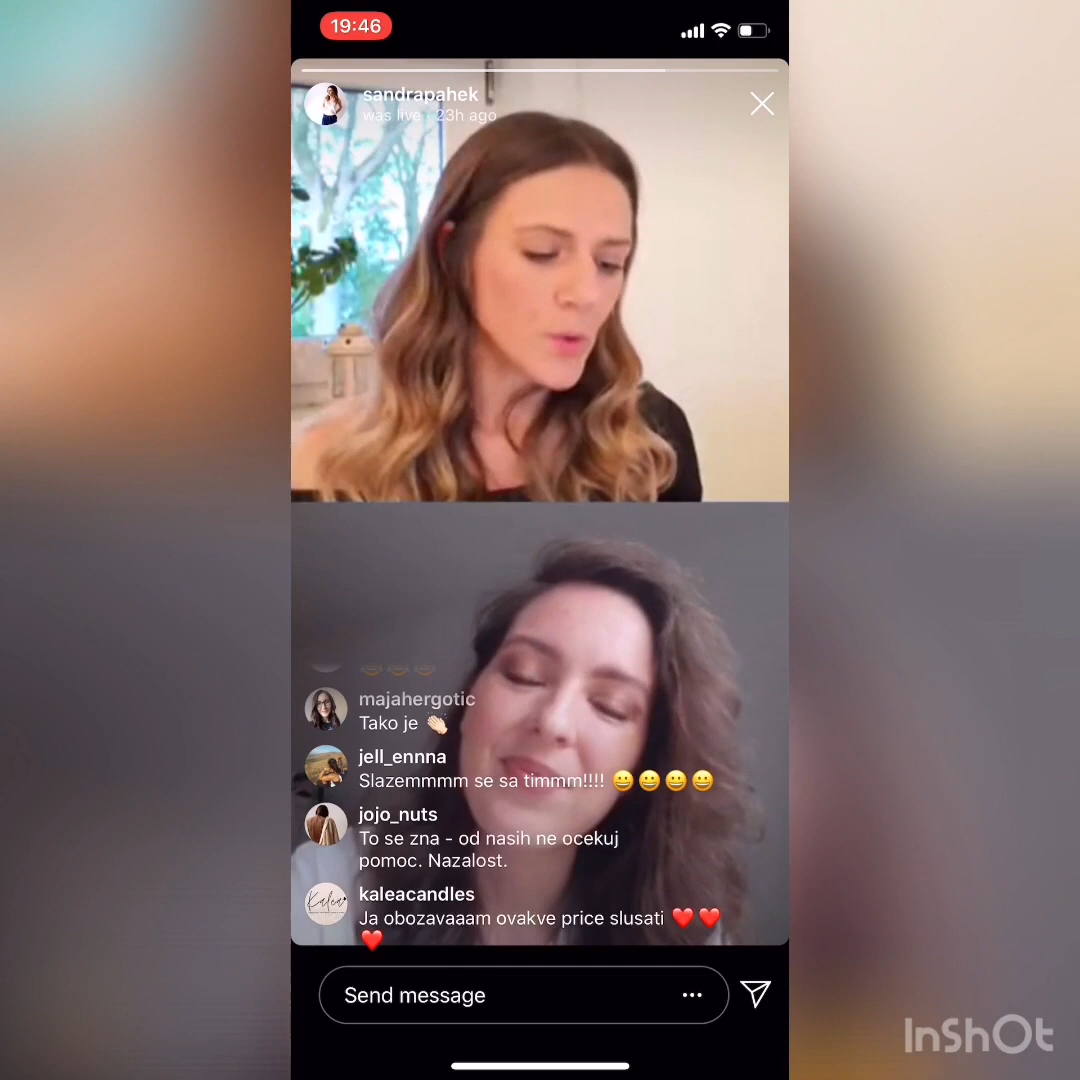 19:46
sandrapahek
was live · 23h ago
majahergotic
Tako je 👏🏻
jell_ennna
Slazemmmm se sa timmm!!!! 😀😀😀😀
jojo_nuts
To se zna - od nasih ne ocekuj
pomoc. Nazalost.
Kalea
kaleacandles
Ja obozavaaam ovakve price slusati ❤️❤️
❤️
Send message
InShOt